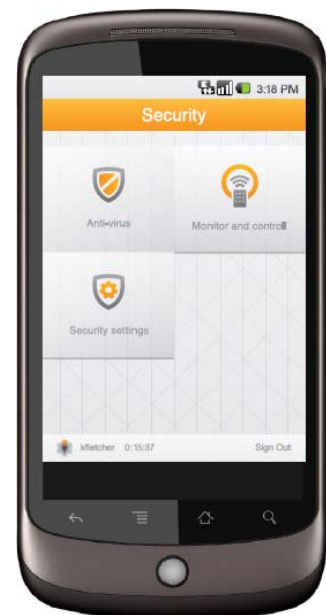 3:18 PM
Security
Anti-virus
Monitor and control
Security settings
kfletcher 0:15:37 Sign Out